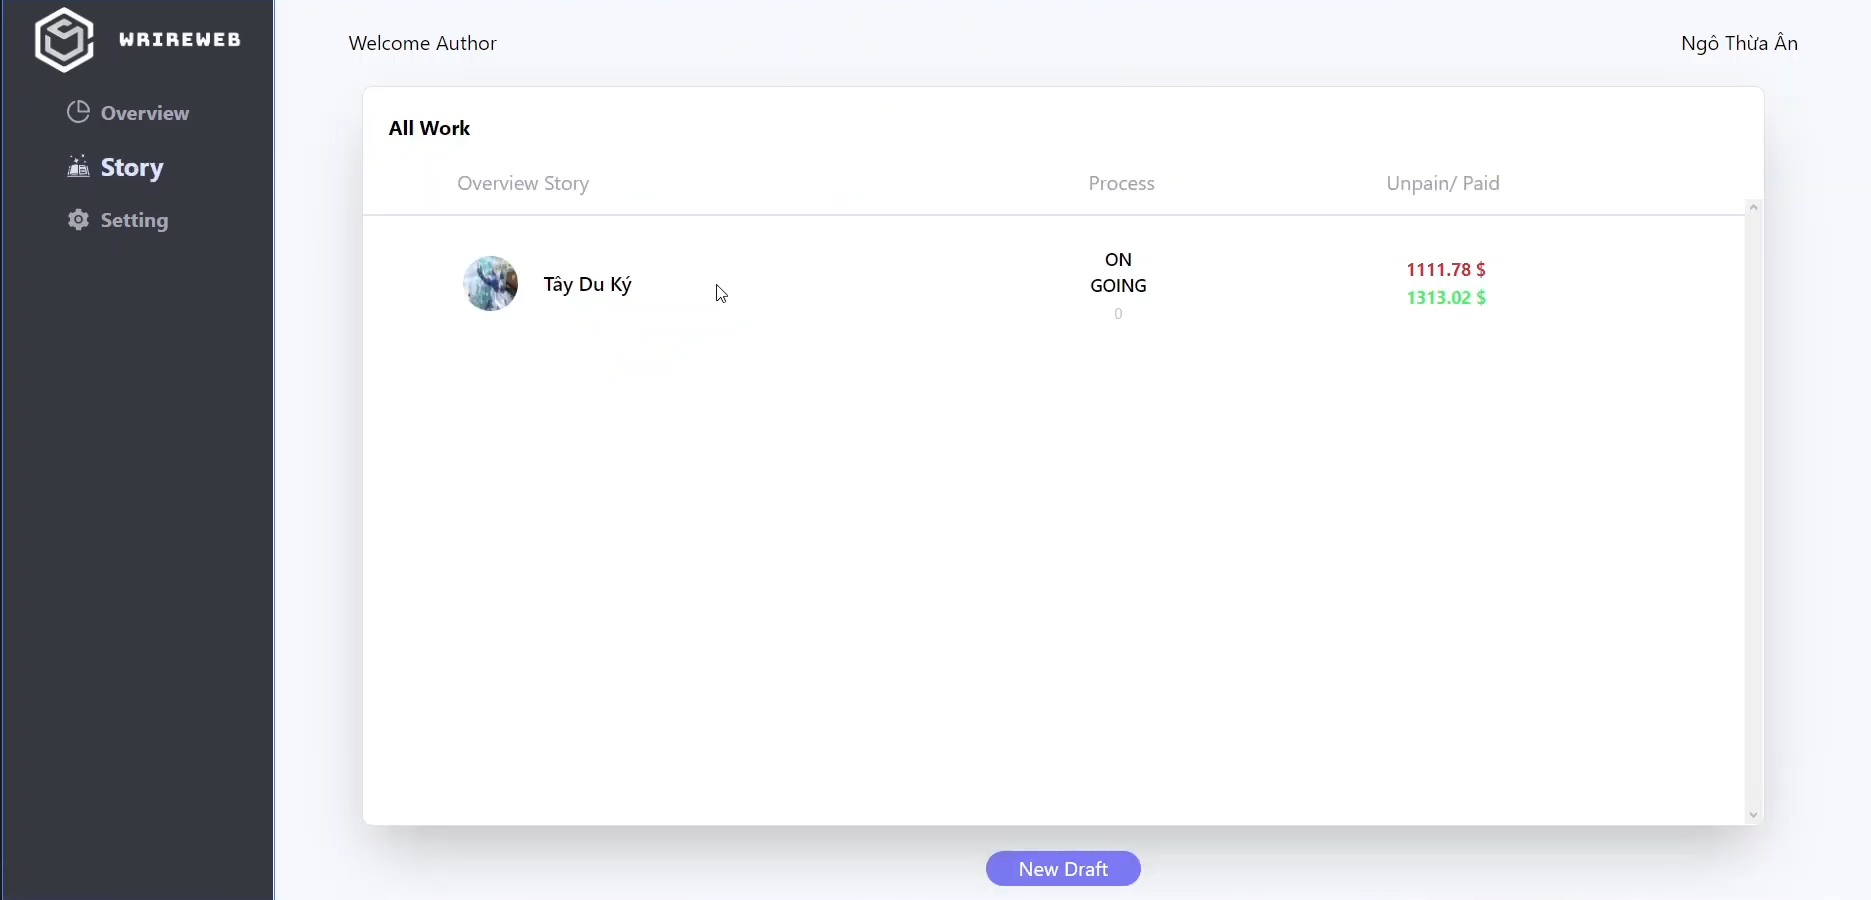 WRIREWEB
Welcome Author
Ngô Thừa Ân
Overview
Story
Setting
All Work
Overview Story
Process
Unpain/ Paid
Tây Du Ký
ON
GOING
0
1111.78 $
1313.02 $
New Draft